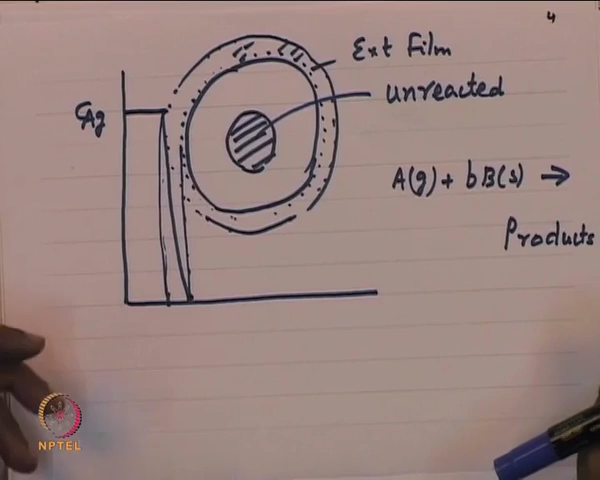 4
Ext Film
unreacted
CAg
A(g) + bB(s) →
Products
NPTEL